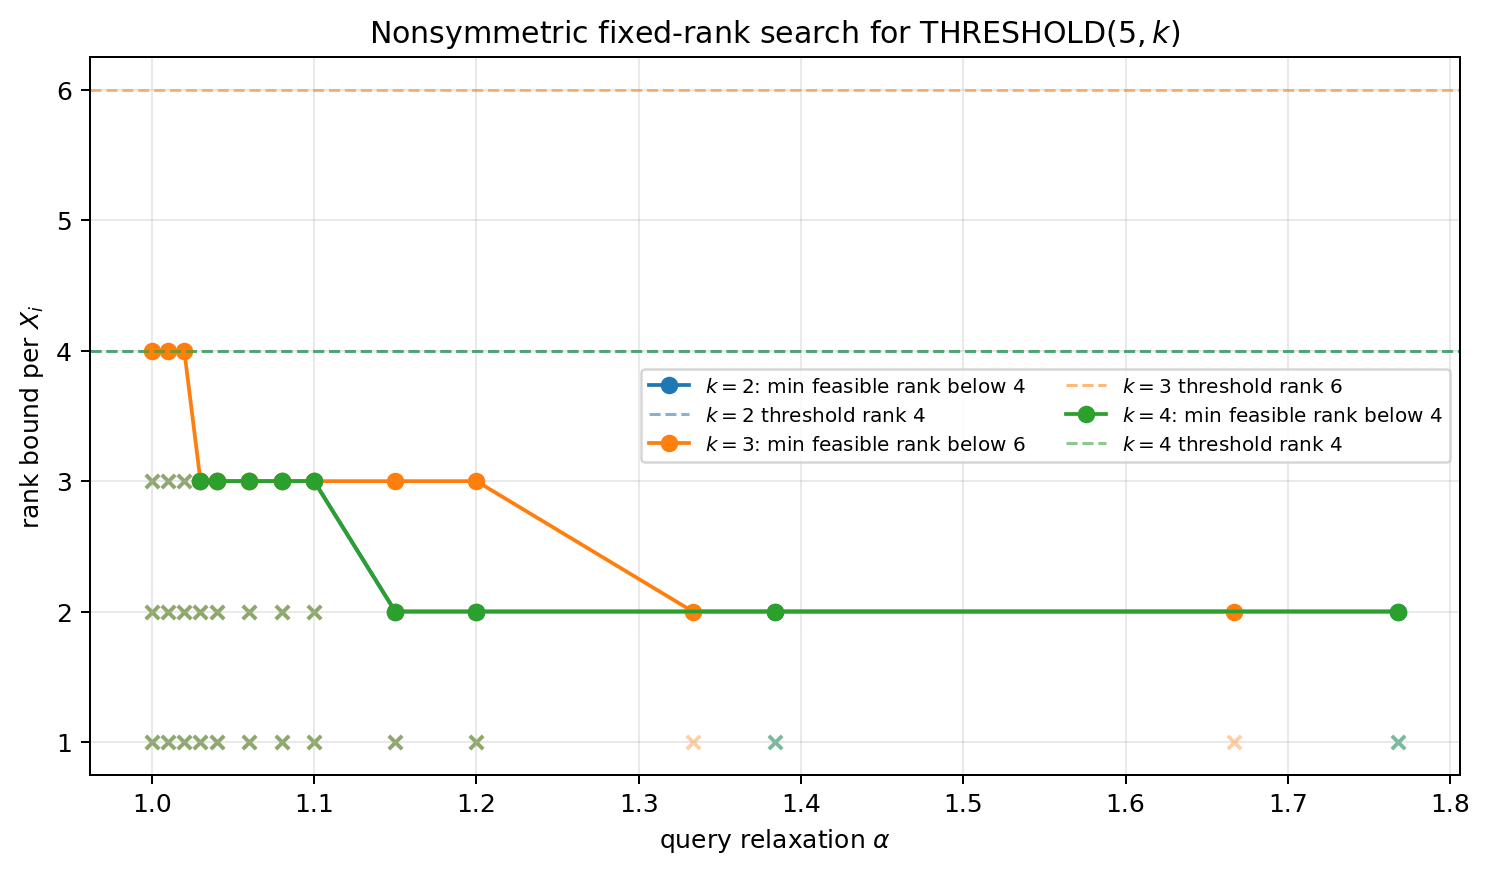 Nonsymmetric fixed-rank search for THRESHOLD(5, k)
rank bound per X_i
6
5
4
3
2
1
k = 2: min feasible rank below 4
k = 2 threshold rank 4
k = 3: min feasible rank below 6
k = 3 threshold rank 6
k = 4: min feasible rank below 4
k = 4 threshold rank 4
1.0 1.1 1.2 1.3 1.4 1.5 1.6 1.7 1.8
query relaxation α